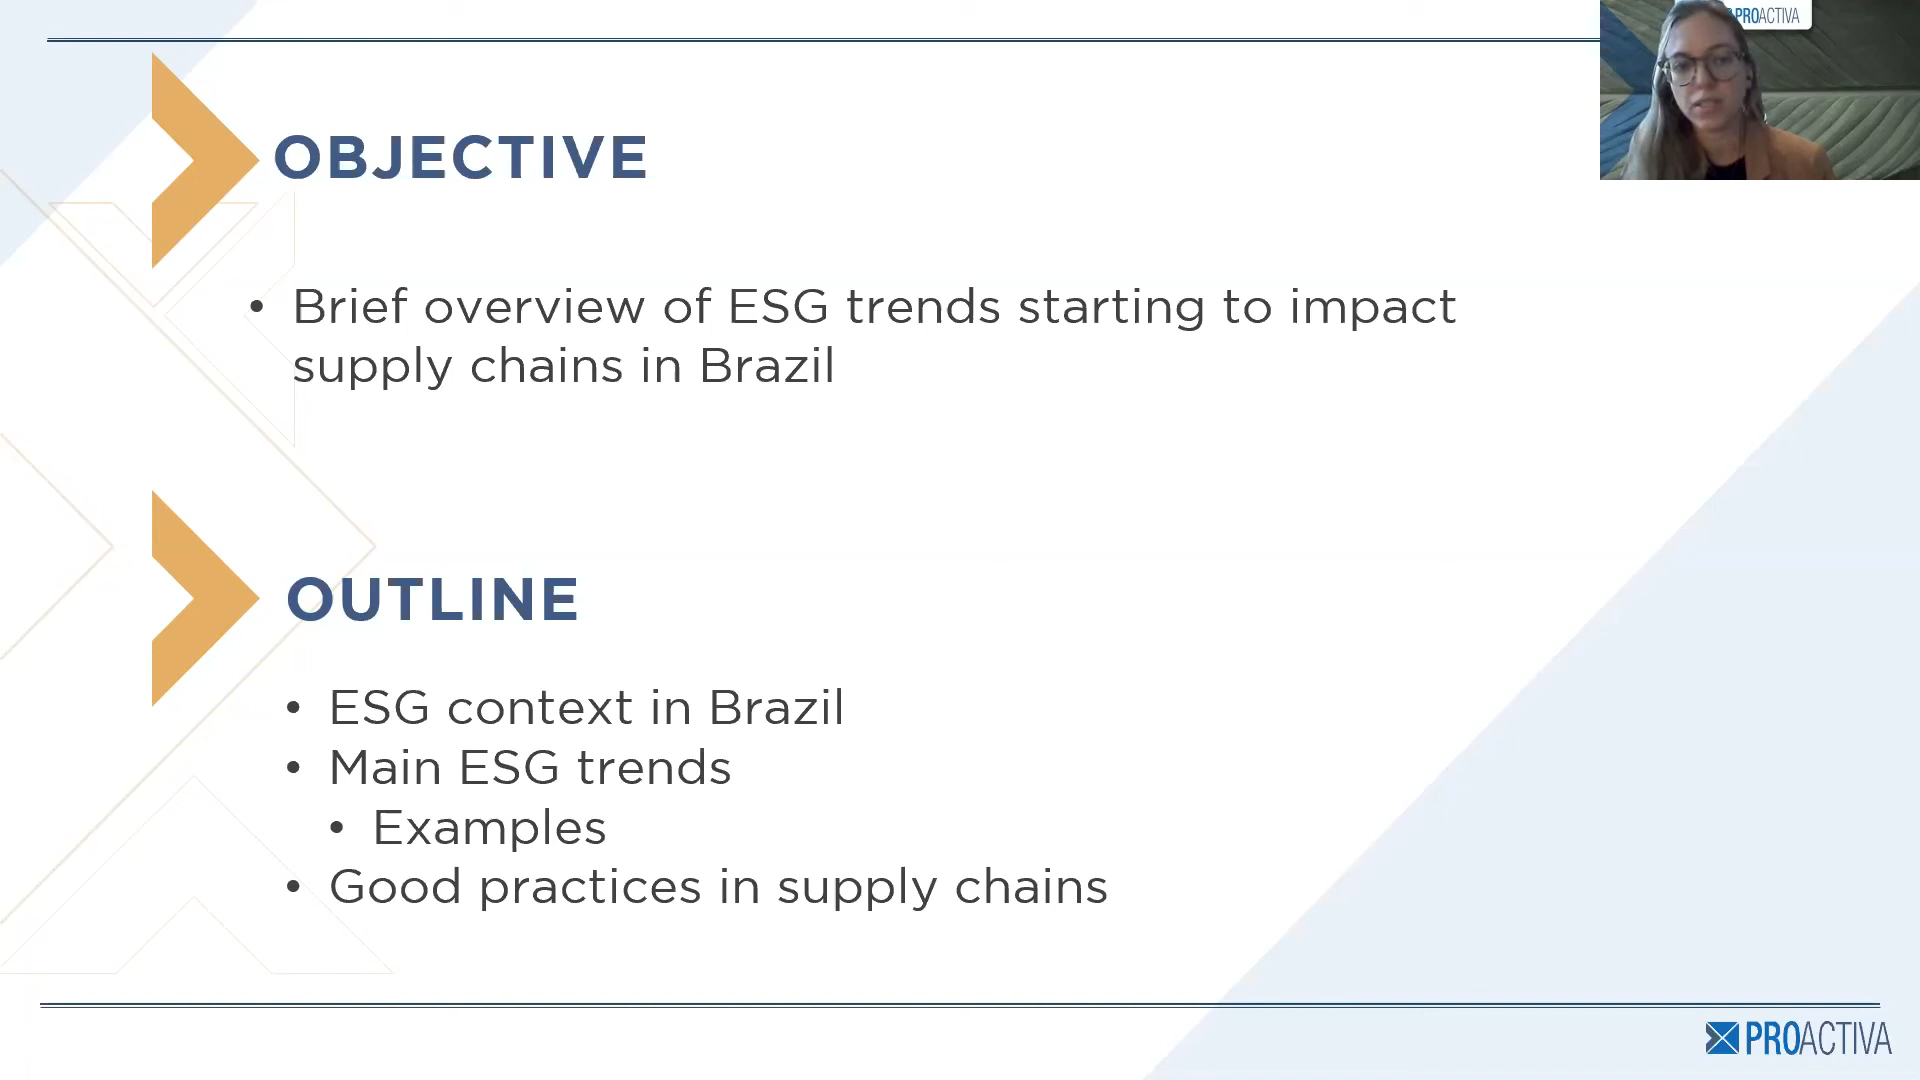 PROACTIVA
OBJECTIVE
• Brief overview of ESG trends starting to impact
supply chains in Brazil
OUTLINE
• ESG context in Brazil
• Main ESG trends
• Examples
• Good practices in supply chains
PROACTIVA